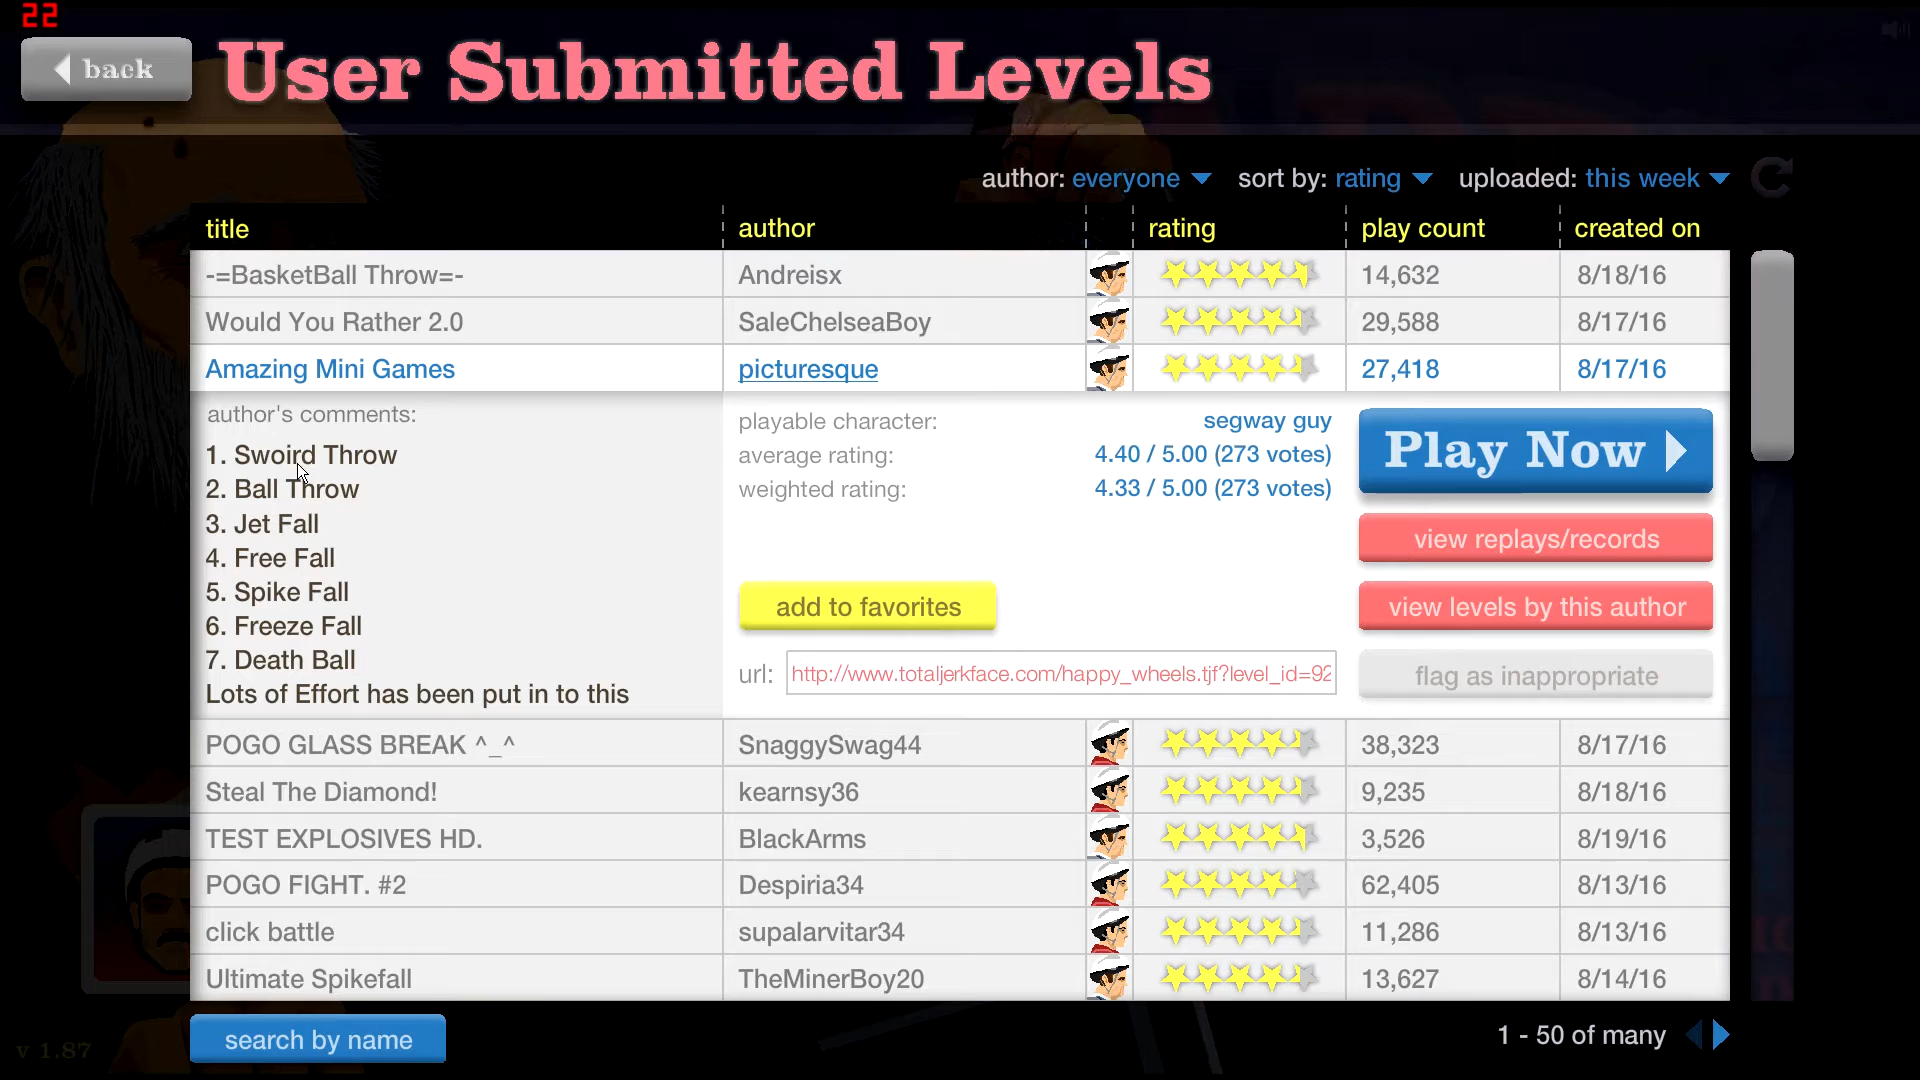 22
back
User Submitted Levels
author: everyone sort by: rating uploaded: this week
title author rating play count created on
-=BasketBall Throw=- Andreisx 14,632 8/18/16
Would You Rather 2.0 SaleChelseaBoy 29,588 8/17/16
Amazing Mini Games picturesque 27,418 8/17/16
author's comments:
1. Swoird Throw
2. Ball Throw
3. Jet Fall
4. Free Fall
5. Spike Fall
6. Freeze Fall
7. Death Ball
Lots of Effort has been put in to this
playable character: segway guy
average rating: 4.40 / 5.00 (273 votes)
weighted rating: 4.33 / 5.00 (273 votes)
add to favorites
url: http://www.totaljerkface.com/happy_wheels.tjf?level_id=92
Play Now
view replays/records
view levels by this author
flag as inappropriate
POGO GLASS BREAK ^_^ SnaggySwag44 38,323 8/17/16
Steal The Diamond! kearnsy36 9,235 8/18/16
TEST EXPLOSIVES HD. BlackArms 3,526 8/19/16
POGO FIGHT. #2 Despiria34 62,405 8/13/16
click battle supalarvitar34 11,286 8/13/16
Ultimate Spikefall TheMinerBoy20 13,627 8/14/16
search by name
1 - 50 of many
v 1.87